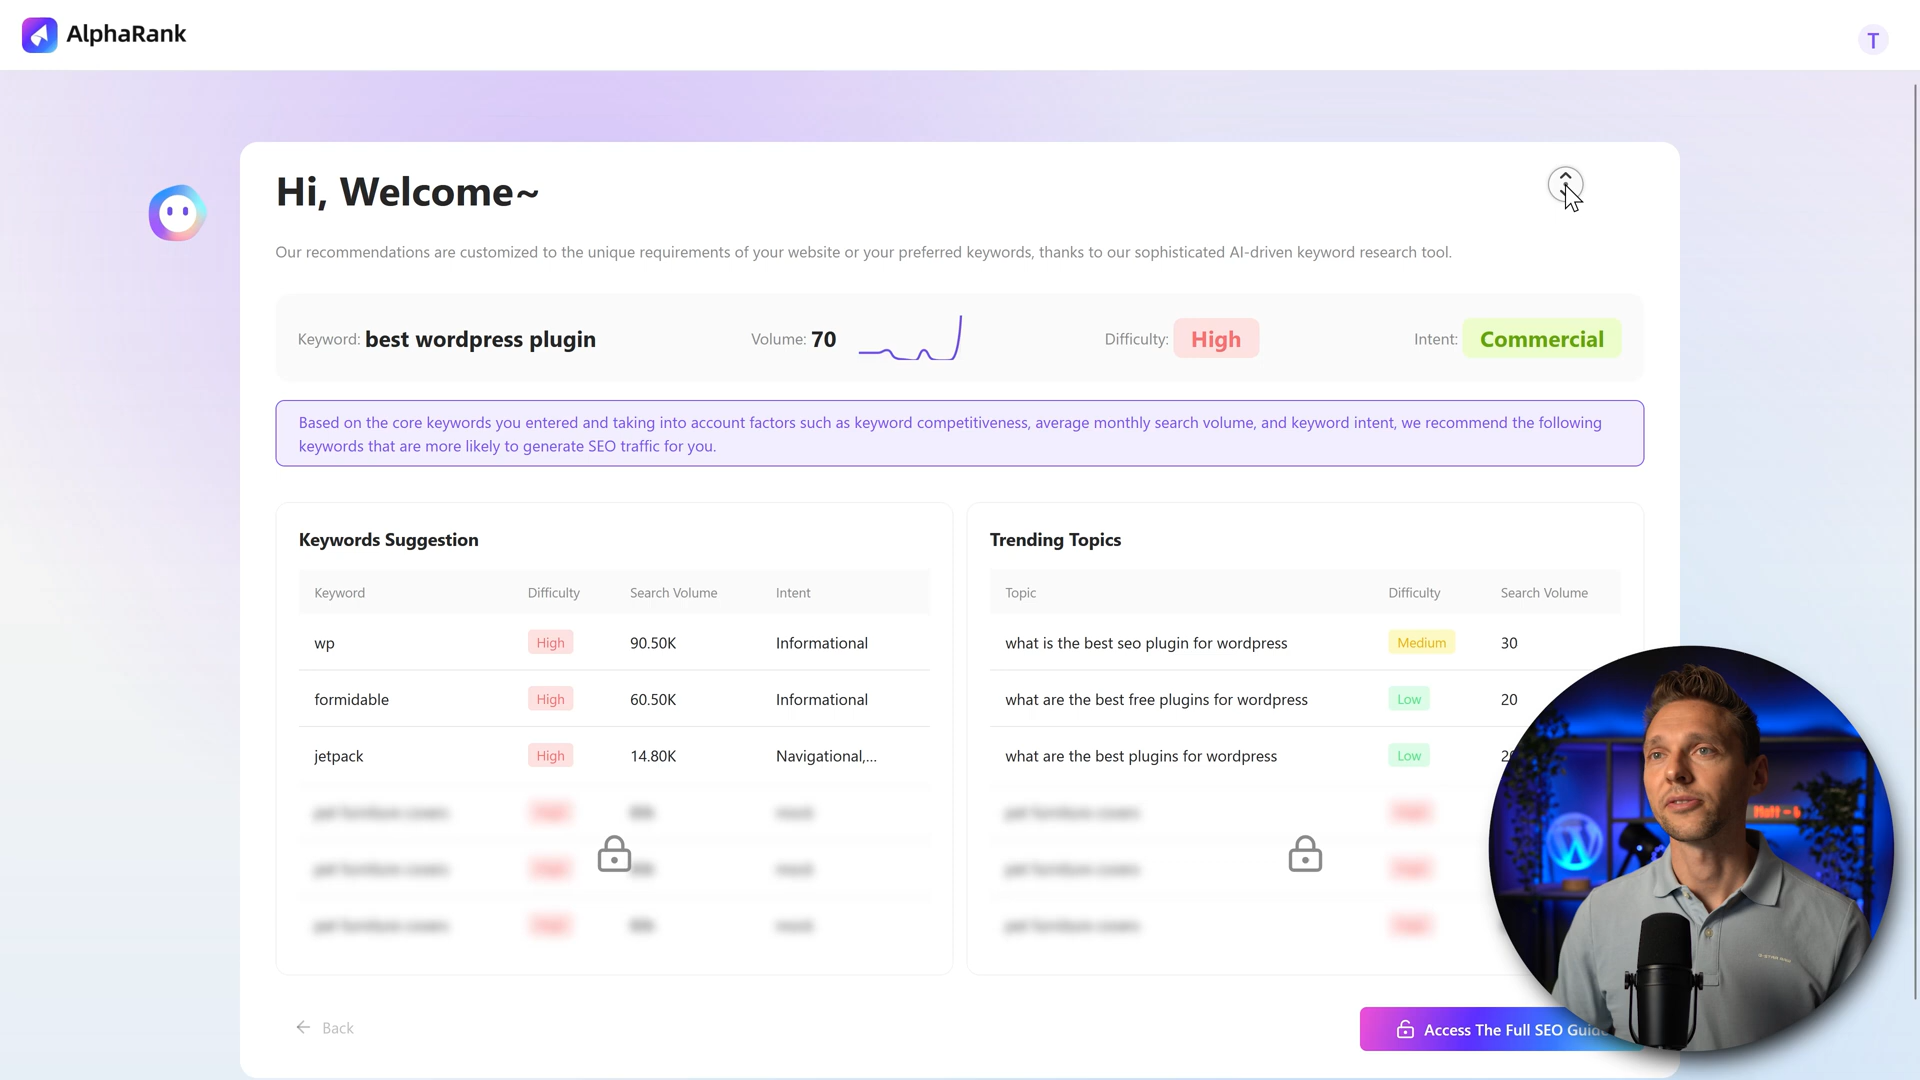 AlphaRank
T
Hi, Welcome~
Our recommendations are customized to the unique requirements of your website or your preferred keywords, thanks to our sophisticated AI-driven keyword research tool.
Keyword: best wordpress plugin Volume: 70 Difficulty: High Intent: Commercial
Based on the core keywords you entered and taking into account factors such as keyword competitiveness, average monthly search volume, and keyword intent, we recommend the following
keywords that are more likely to generate SEO traffic for you.
Keywords Suggestion
Keyword Difficulty Search Volume Intent
wp High 90.50K Informational
formidable High 60.50K Informational
jetpack High 14.80K Navigational,...
Trending Topics
Topic Difficulty Search Volume
what is the best seo plugin for wordpress Medium 30
what are the best free plugins for wordpress Low 20
what are the best plugins for wordpress Low
Back
Access The Full SEO Guide